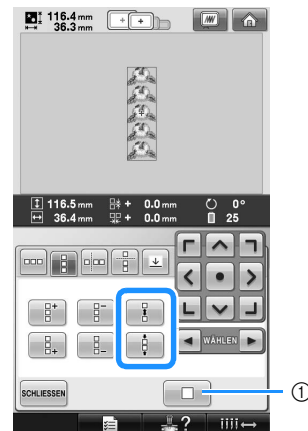 116.4 mm
36.3 mm
116.5 mm 0.0 mm 0°
36.4 mm 0.0 mm 25
WÄHLEN
SCHLIESSEN
①
?